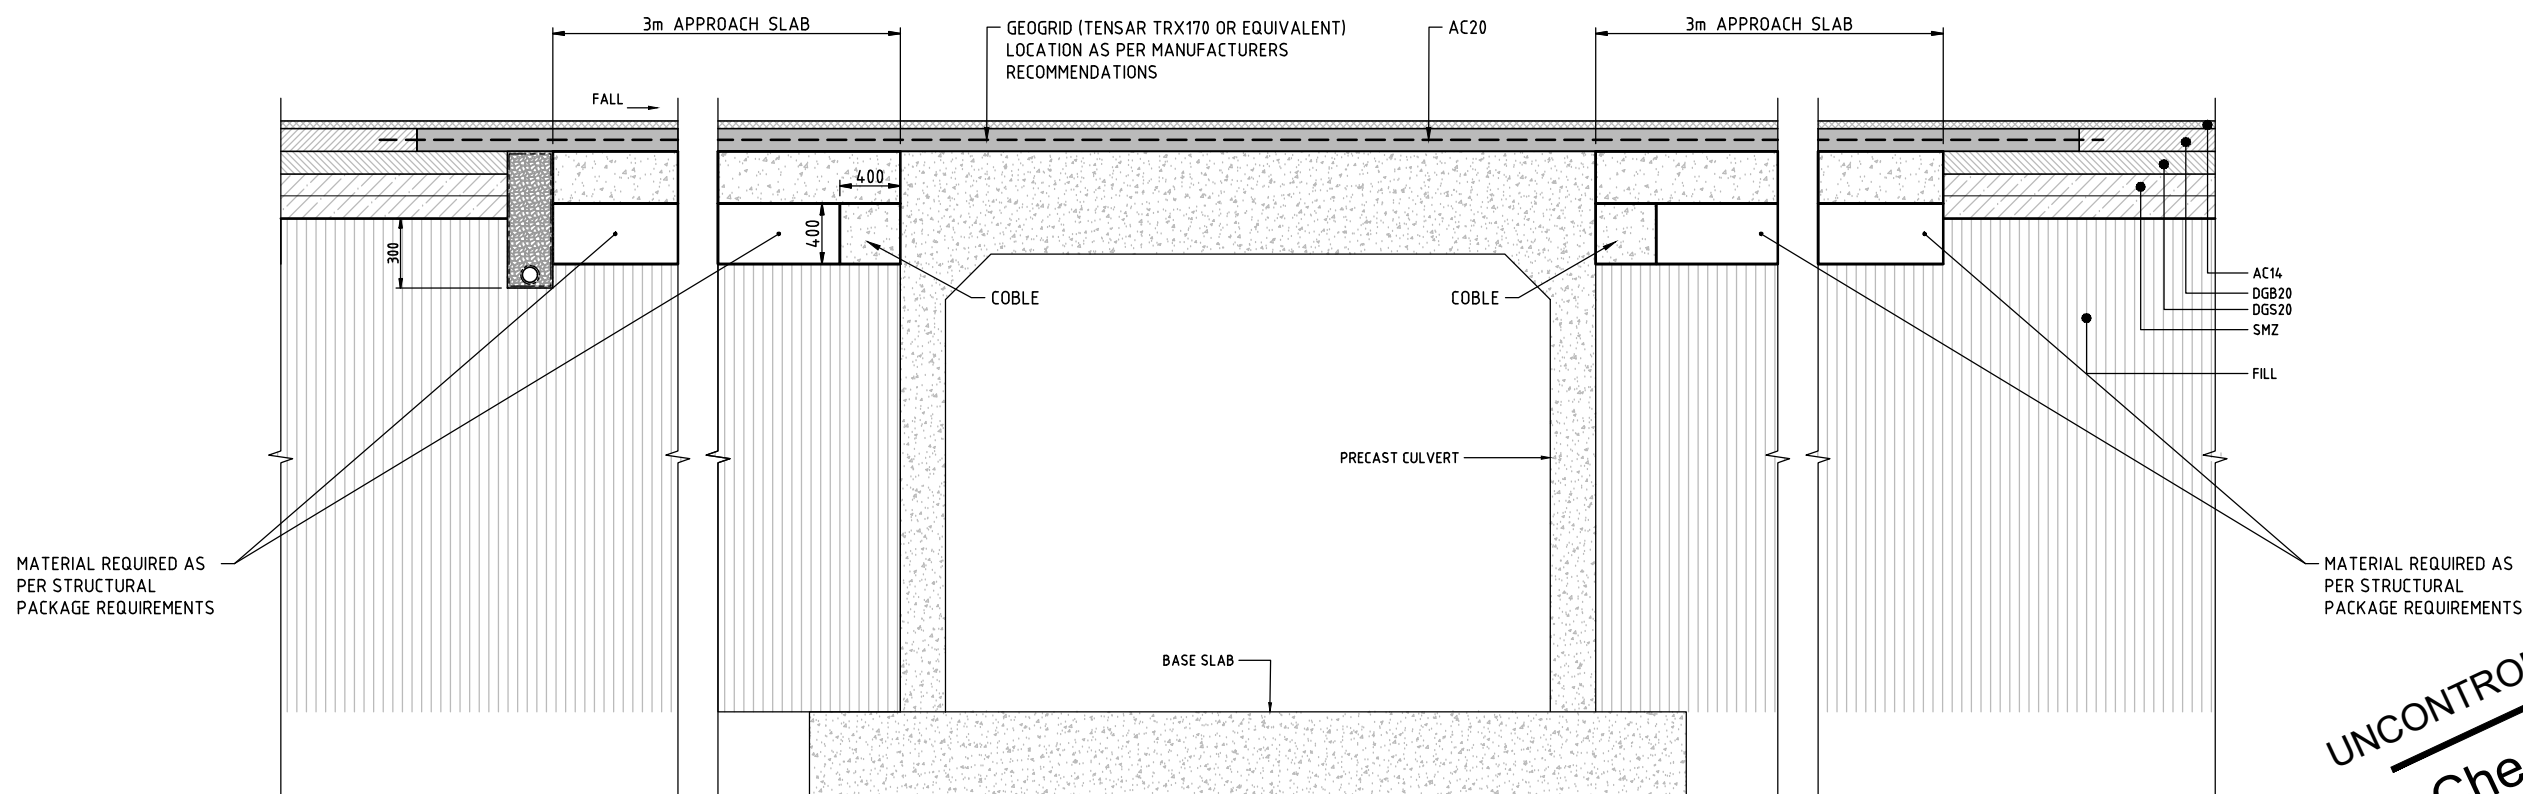 3m APPROACH SLAB
GEOGRID (TENSAR TRX170 OR EQUIVALENT)
LOCATION AS PER MANUFACTURERS
RECOMMENDATIONS
AC20
3m APPROACH SLAB
FALL
400
400
300
COBLE
COBLE
AC14
DGB20
DGS20
SMZ
FILL
PRECAST CULVERT
MATERIAL REQUIRED AS
PER STRUCTURAL
PACKAGE REQUIREMENTS
MATERIAL REQUIRED AS
PER STRUCTURAL
PACKAGE REQUIREMENTS
BASE SLAB